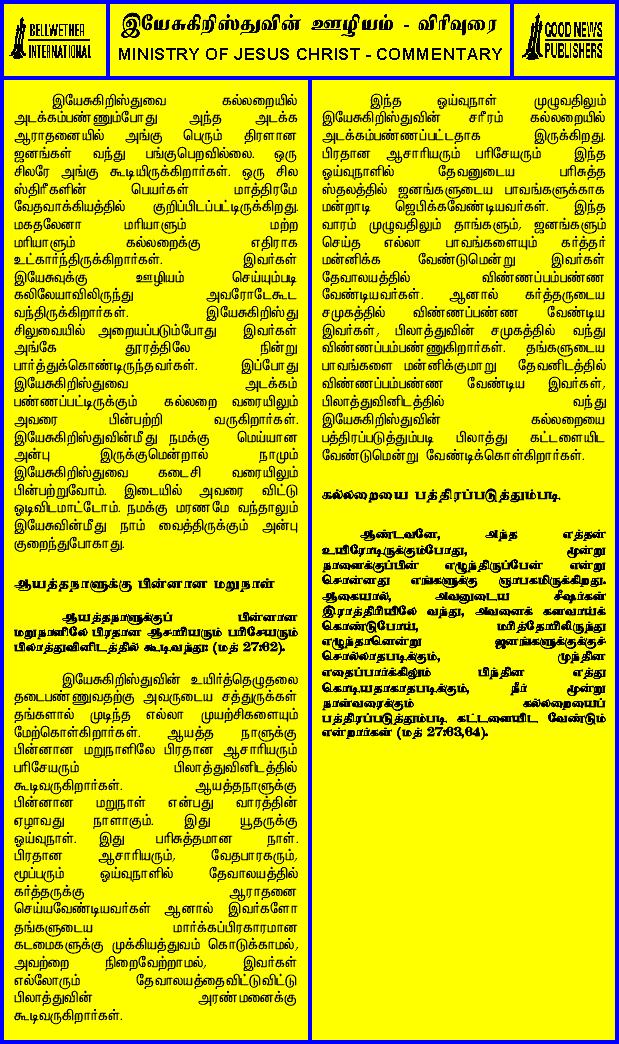 BELLWETHER
INTERNATIONAL
இயேசுகிறிஸ்துவின் ஊழியம் - விரிவுரை
MINISTRY OF JESUS CHRIST - COMMENTARY
GOOD NEWS
PUBLISHERS
இயேசுகிறிஸ்துவை கல்லறையில்
அடக்கம்பண்ணும்போது அந்த அடக்க
ஆராதனையில் அங்கு பெரும் திரளான
ஜனங்கள் வந்து பங்குபெறவில்லை. ஒரு
சிலரே அங்கு கூடியிருக்கிறார்கள். ஒரு சில
ஸ்திரீகளின் பெயர்கள் மாத்திரமே
வேதவாக்கியத்தில் குறிப்பிடப்பட்டிருக்கிறது.
மகதலேனா மரியாளும் மற்ற
மரியாளும் கல்லறைக்கு எதிராக
உட்கார்ந்திருக்கிறார்கள். இவர்கள்
இயேசுவுக்கு ஊழியம் செய்யும்படி
கலிலேயாவிலிருந்து அவரோடேகூட
வந்திருக்கிறார்கள். இயேசுகிறிஸ்து
சிலுவையில் அறையப்படும்போது இவர்கள்
அங்கே தூரத்திலே நின்று
பார்த்துக்கொண்டிருந்தவர்கள். இப்போது
இயேசுகிறிஸ்துவை அடக்கம்
பண்ணப்பட்டிருக்கும் கல்லறை வரையிலும்
அவரை பின்பற்றி வருகிறார்கள்.
இயேசுகிறிஸ்துவின்மீது நமக்கு மெய்யான
அன்பு இருக்குமென்றால் நாமும்
இயேசுகிறிஸ்துவை கடைசி வரையிலும்
பின்பற்றுவோம். இடையில் அவரை விட்டு
ஓடிவிடமாட்டோம். நமக்கு மரணமே வந்தாலும்
இயேசுவின்மீது நாம் வைத்திருக்கும் அன்பு
குறைந்துபோகாது.
ஆயத்தநாளுக்கு பின்னான மறுநாள்
ஆயத்தநாளுக்குப் பின்னான
மறுநாளிலே பிரதான ஆசாரியரும் பரிசேயரும்
பிலாத்துவினிடத்தில் கூடிவந்து: (மத் 27:62).
இயேசுகிறிஸ்துவின் உயிர்த்தெழுதலை
தடைபண்ணுவதற்கு அவருடைய சத்துருக்கள்
தங்களால் முடிந்த எல்லா முயற்சிகளையும்
மேற்கொள்கிறார்கள். ஆயத்த நாளுக்கு
பின்னான மறுநாளிலே பிரதான ஆசாரியரும்
பரிசேயரும் பிலாத்துவினிடத்தில்
கூடிவருகிறார்கள். ஆயத்தநாளுக்கு
பின்னான மறுநாள் என்பது வாரத்தின்
ஏழாவது நாளாகும். இது யூதருக்கு
ஓய்வுநாள். இது பரிசுத்தமான நாள்.
பிரதான ஆசாரியரும், வேதபாரகரும்,
மூப்பரும் ஓய்வுநாளில் தேவாலயத்தில்
கர்த்தருக்கு ஆராதனை
செய்யவேண்டியவர்கள் ஆனால் இவர்களோ
தங்களுடைய மார்க்கப்பிரகாரமான
கடமைகளுக்கு முக்கியத்துவம் கொடுக்காமல்,
அவற்றை நிறைவேற்றாமல், இவர்கள்
எல்லோரும் தேவாலயத்தைவிட்டுவிட்டு
பிலாத்துவின் அரண்மனைக்கு
கூடிவருகிறார்கள்.
இந்த ஓய்வுநாள் முழுவதிலும்
இயேசுகிறிஸ்துவின் சரீரம் கல்லறையில்
அடக்கம்பண்ணப்பட்டதாக இருக்கிறது.
பிரதான ஆசாரியரும் பரிசேயரும் இந்த
ஓய்வுநாளில் தேவனுடைய பரிசுத்த
ஸ்தலத்தில் ஜனங்களுடைய பாவங்களுக்காக
மன்றாடி ஜெபிக்கவேண்டியவர்கள். இந்த
வாரம் முழுவதிலும் தாங்களும், ஜனங்களும்
செய்த எல்லா பாவங்களையும் கர்த்தர்
மன்னிக்க வேண்டுமென்று இவர்கள்
தேவாலயத்தில் விண்ணப்பம்பண்ண
வேண்டியவர்கள். ஆனால் கர்த்தருடைய
சமுகத்தில் விண்ணப்பண்ண வேண்டிய
இவர்கள், பிலாத்துவின் சமுகத்தில் வந்து
விண்ணப்பம்பண்ணுகிறார்கள். தங்களுடைய
பாவங்களை மன்னிக்குமாறு தேவனிடத்தில்
விண்ணப்பம்பண்ண வேண்டிய இவர்கள்,
பிலாத்துவினிடத்தில் வந்து
இயேசுகிறிஸ்துவின் கல்லறையை
பத்திரப்படுத்தும்படி பிலாத்து கட்டளையிட
வேண்டுமென்று வேண்டிக்கொள்கிறார்கள்.
கல்லறையை பத்திரப்படுத்தும்படி
ஆண்டவனே, அந்த எத்தன்
உயிரோடிருக்கும்போது, மூன்று
நாளைக்குப்பின் எழுந்திருப்பேன் என்று
சொன்னது எங்களுக்கு ஞாபகமிருக்கிறது.
ஆகையால், அவனுடைய சீஷர்கள்
இராத்திரியிலே வந்து, அவனைக் களவாய்க்
கொண்டுபோய், மரித்தோரிலிருந்து
எழுந்தானென்று ஜனங்களுக்குக்குச்
சொல்லாதபடிக்கும், முந்தின
எதைப்பார்க்கிலும் பிந்தின எத்து
கொடியதாகாதபடிக்கும், நீர் மூன்று
நாள்வரைக்கும் கல்லறையைப்
பத்திரப்படுத்தும்படி கட்டளையிட வேண்டும்
என்றார்கள் (மத் 27:63,64).